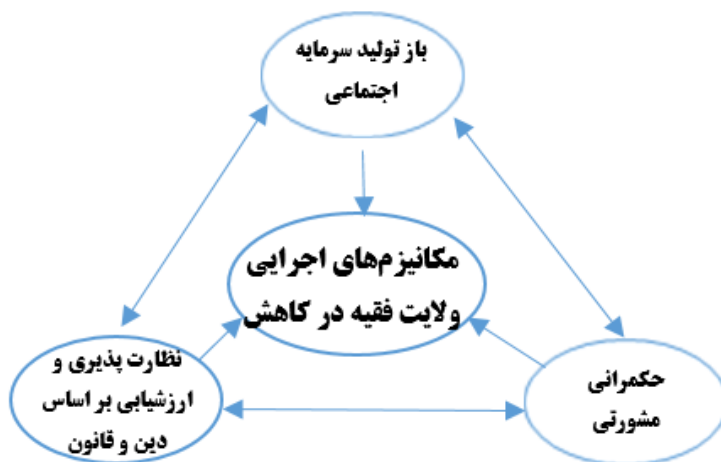 باز تولید سرمایه
اجتماعی
مکانیزم‌های اجرایی
ولایت فقیه در کاهش
نظارت پذیری و
ارزشیابی بر اساس
دین و قانون
حکمرانی
مشورتی